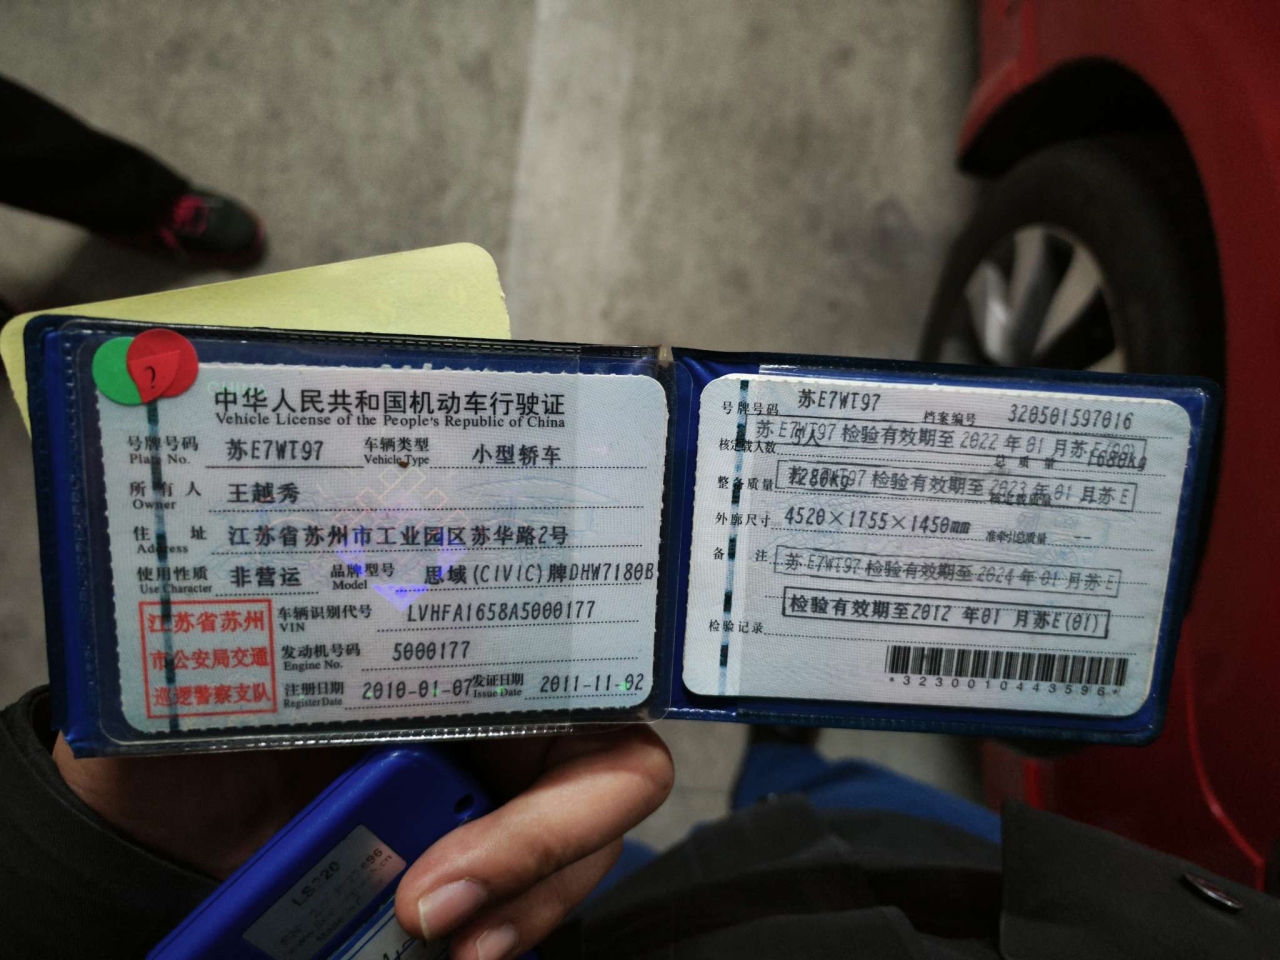 中华人民共和国机动车行驶证
Vehicle License of the People's Republic of China
号牌号码 苏E7WT97 车辆类型 小型轿车
Plate No. Vehicle Type
所有人 王越秀
Owner
住址 江苏省苏州市工业园区苏华路2号
Address
使用性质 非营运 品牌型号 思域(CIVIC)牌DHW7180B
Use Character Model
江苏省苏州
市公安局交通
巡逻警察支队
车辆识别代号 LVHFA1658A5000177
VIN
发动机号码 5000177
Engine No.
注册日期 2010-01-07 发证日期 2011-11-02
Register Date Issue Date
?
号牌号码 苏E7WT97 档案编号 320501597016
苏E7WT97 检验有效期至2022年01月苏E
核定载人数 总质量 1680kg
检验有效期至2023年01月苏E
整备质量 1280KG 核定载质量
外廓尺寸 4520×1755×1450mm 准牵引总质量 --
备注
苏E7WT97 检验有效期至2024年01月苏E
检验有效期至2012年01月苏E(01)
检验记录
*3230010443596*